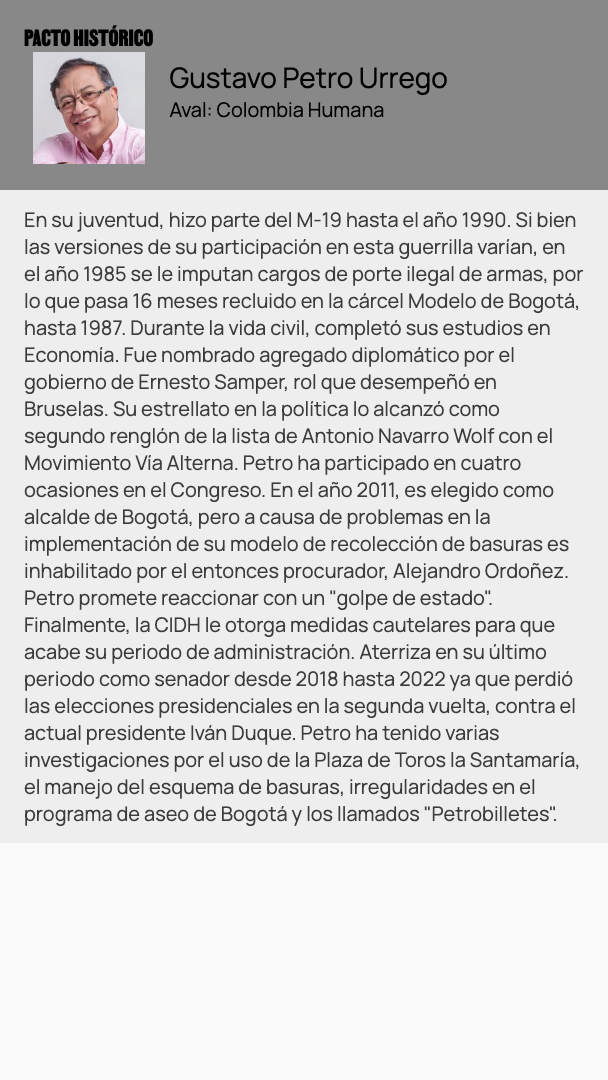 PACTO HISTÓRICO
Gustavo Petro Urrego
Aval: Colombia Humana
En su juventud, hizo parte del M-19 hasta el año 1990. Si bien
las versiones de su participación en esta guerrilla varían, en
el año 1985 se le imputan cargos de porte ilegal de armas, por
lo que pasa 16 meses recluido en la cárcel Modelo de Bogotá,
hasta 1987. Durante la vida civil, completó sus estudios en
Economía. Fue nombrado agregado diplomático por el
gobierno de Ernesto Samper, rol que desempeñó en
Bruselas. Su estrellato en la política lo alcanzó como
segundo renglón de la lista de Antonio Navarro Wolf con el
Movimiento Vía Alterna. Petro ha participado en cuatro
ocasiones en el Congreso. En el año 2011, es elegido como
alcalde de Bogotá, pero a causa de problemas en la
implementación de su modelo de recolección de basuras es
inhabilitado por el entonces procurador, Alejandro Ordoñez.
Petro promete reaccionar con un "golpe de estado".
Finalmente, la CIDH le otorga medidas cautelares para que
acabe su periodo de administración. Aterriza en su último
periodo como senador desde 2018 hasta 2022 ya que perdió
las elecciones presidenciales en la segunda vuelta, contra el
actual presidente Iván Duque. Petro ha tenido varias
investigaciones por el uso de la Plaza de Toros la Santamaría,
el manejo del esquema de basuras, irregularidades en el
programa de aseo de Bogotá y los llamados "Petrobilletes".